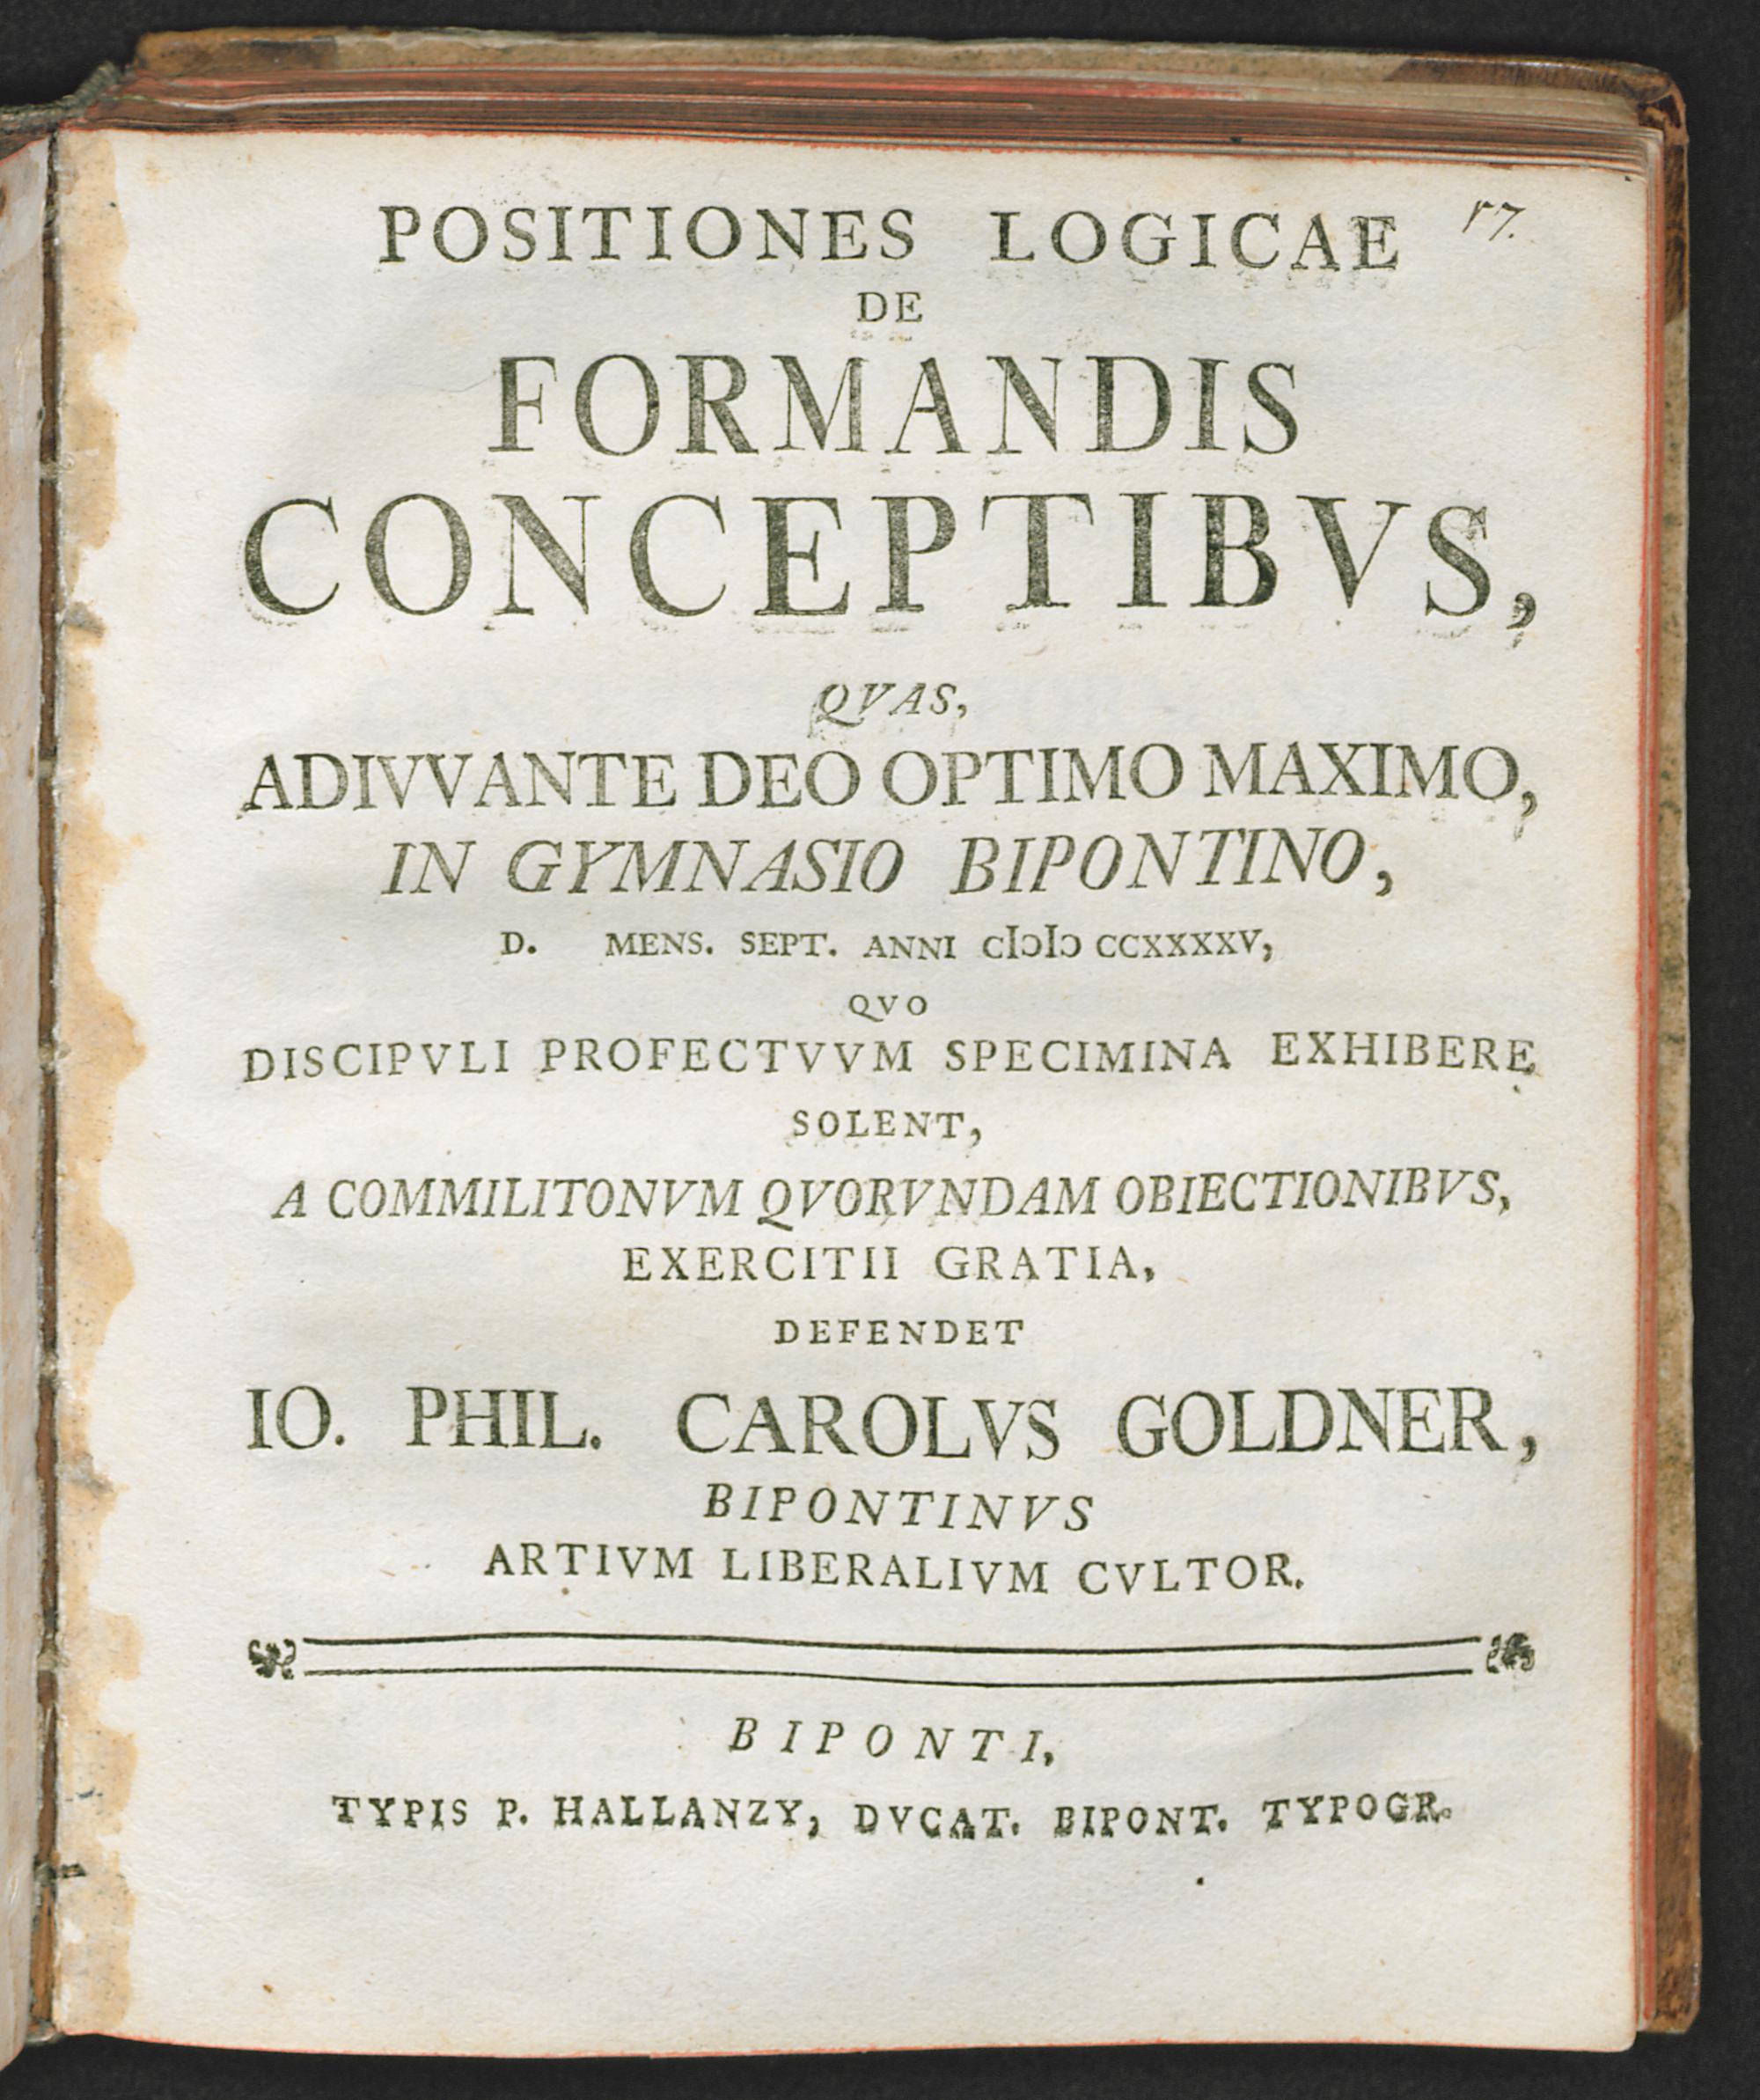 POSITIONES LOGICAE
DE
FORMANDIS
CONCEPTIBVS,
QVAS,
ADIVVANTE DEO OPTIMO MAXIMO,
IN GYMNASIO BIPONTINO,
D. MENS. SEPT. ANNI CIƆIƆ CCXXXXV,
QVO
DISCIPVLI PROFECTVVM SPECIMINA EXHIBERE
SOLENT,
A COMMILITONVM QVORVNDAM OBIECTIONIBVS,
EXERCITII GRATIA,
DEFENDET
IO. PHIL. CAROLVS GOLDNER,
BIPONTINVS
ARTIVM LIBERALIVM CVLTOR.
BIPONTI,
TYPIS P. HALLANZY, DVCAT. BIPONT. TYPOGR.